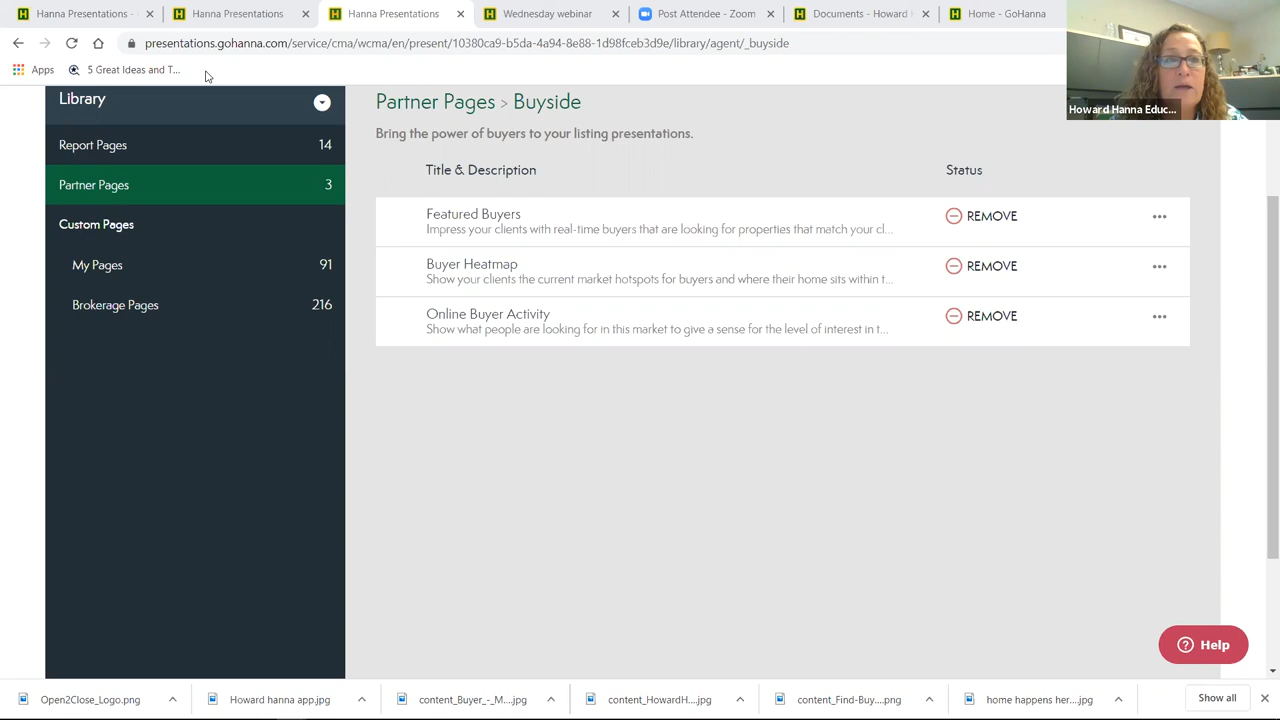 Hanna Presentations -
Hanna Presentations
Hanna Presentations
Wednesday webinar
Post Attendee - Zoom
Documents - Howard
Home - GoHanna
presentations.gohanna.com/service/cma/wcma/en/present/10380ca9-b5da-4a94-8e88-1d98fceb3d9e/library/agent/_buyside
Apps
5 Great Ideas and T...
Howard Hanna Educ...
Library
Report Pages 14
Partner Pages 3
Custom Pages
My Pages 91
Brokerage Pages 216
Partner Pages > Buyside
Bring the power of buyers to your listing presentations.
Title & Description Status
Featured Buyers
Impress your clients with real-time buyers that are looking for properties that match your cl...
REMOVE
Buyer Heatmap
Show your clients the current market hotspots for buyers and where their home sits within t...
REMOVE
Online Buyer Activity
Show what people are looking for in this market to give a sense for the level of interest in t...
REMOVE
Help
Open2Close_Logo.png
Howard hanna app.jpg
content_Buyer_-_M....jpg
content_HowardH....jpg
content_Find-Buy....png
home happens her....jpg
Show all